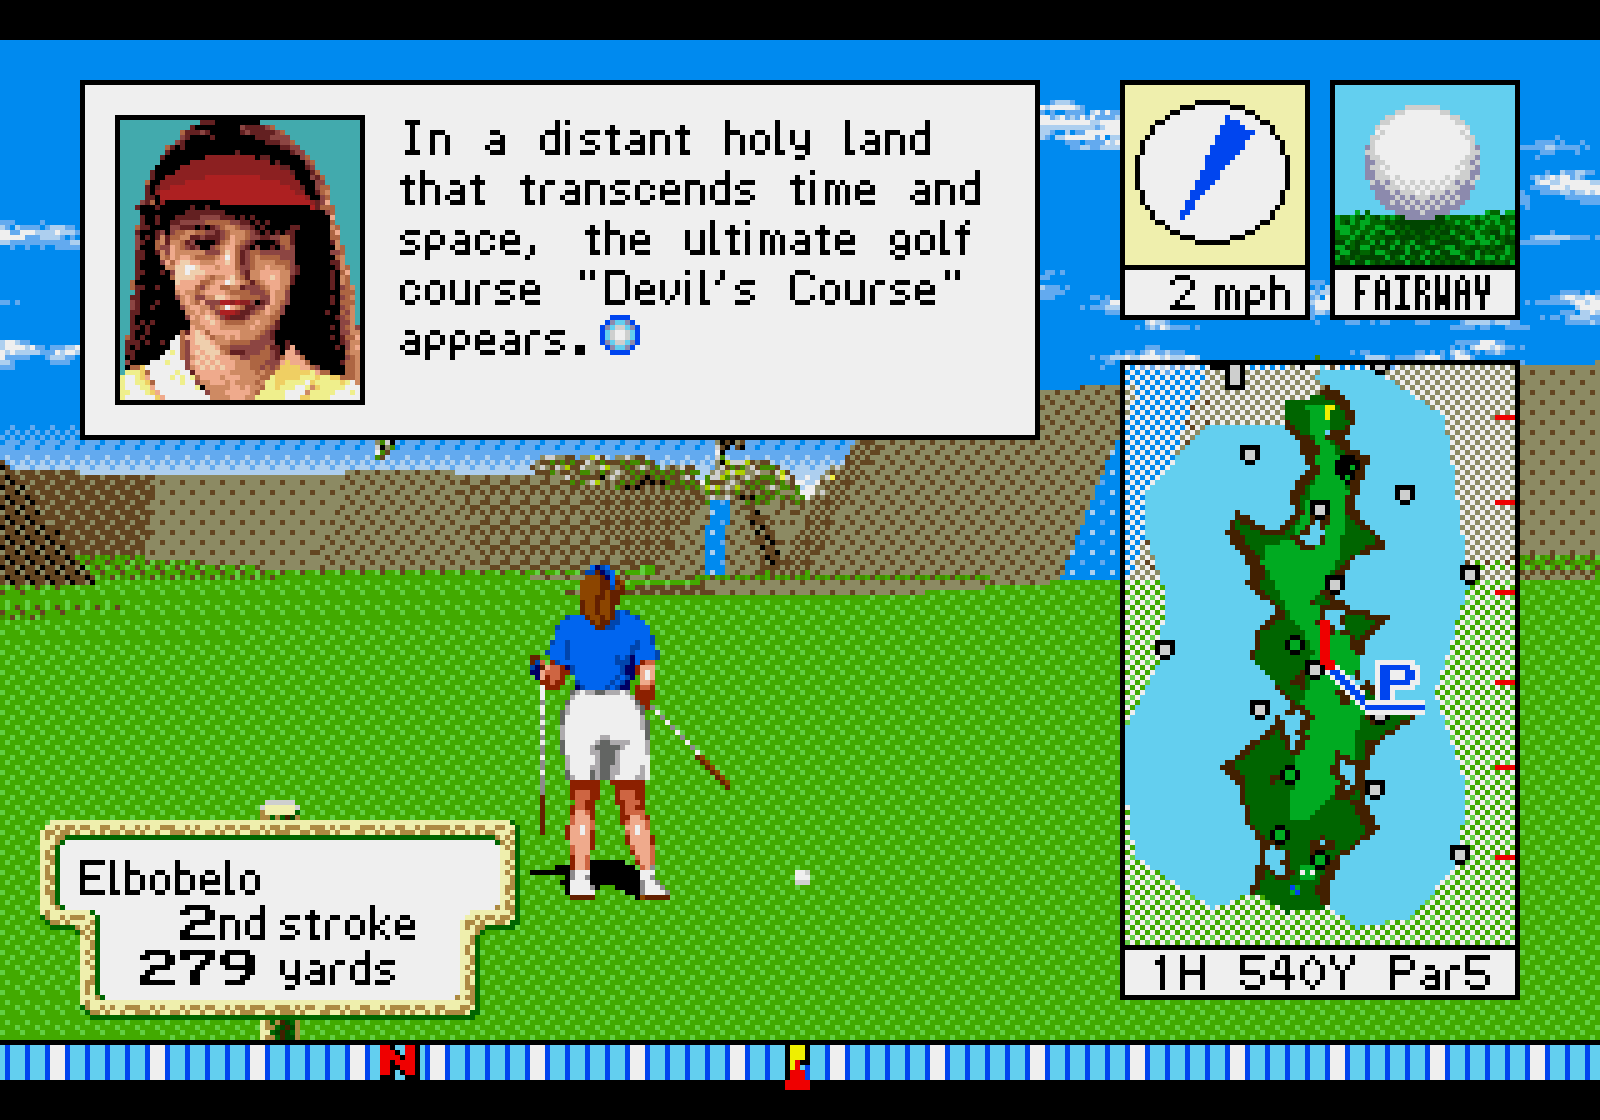 In a distant holy land
that transcends time and
space, the ultimate golf
course "Devil's Course"
appears.
2 mph
FAIRWAY
P
1H 540Y Par5
Elbobelo
2nd stroke
279 yards
N